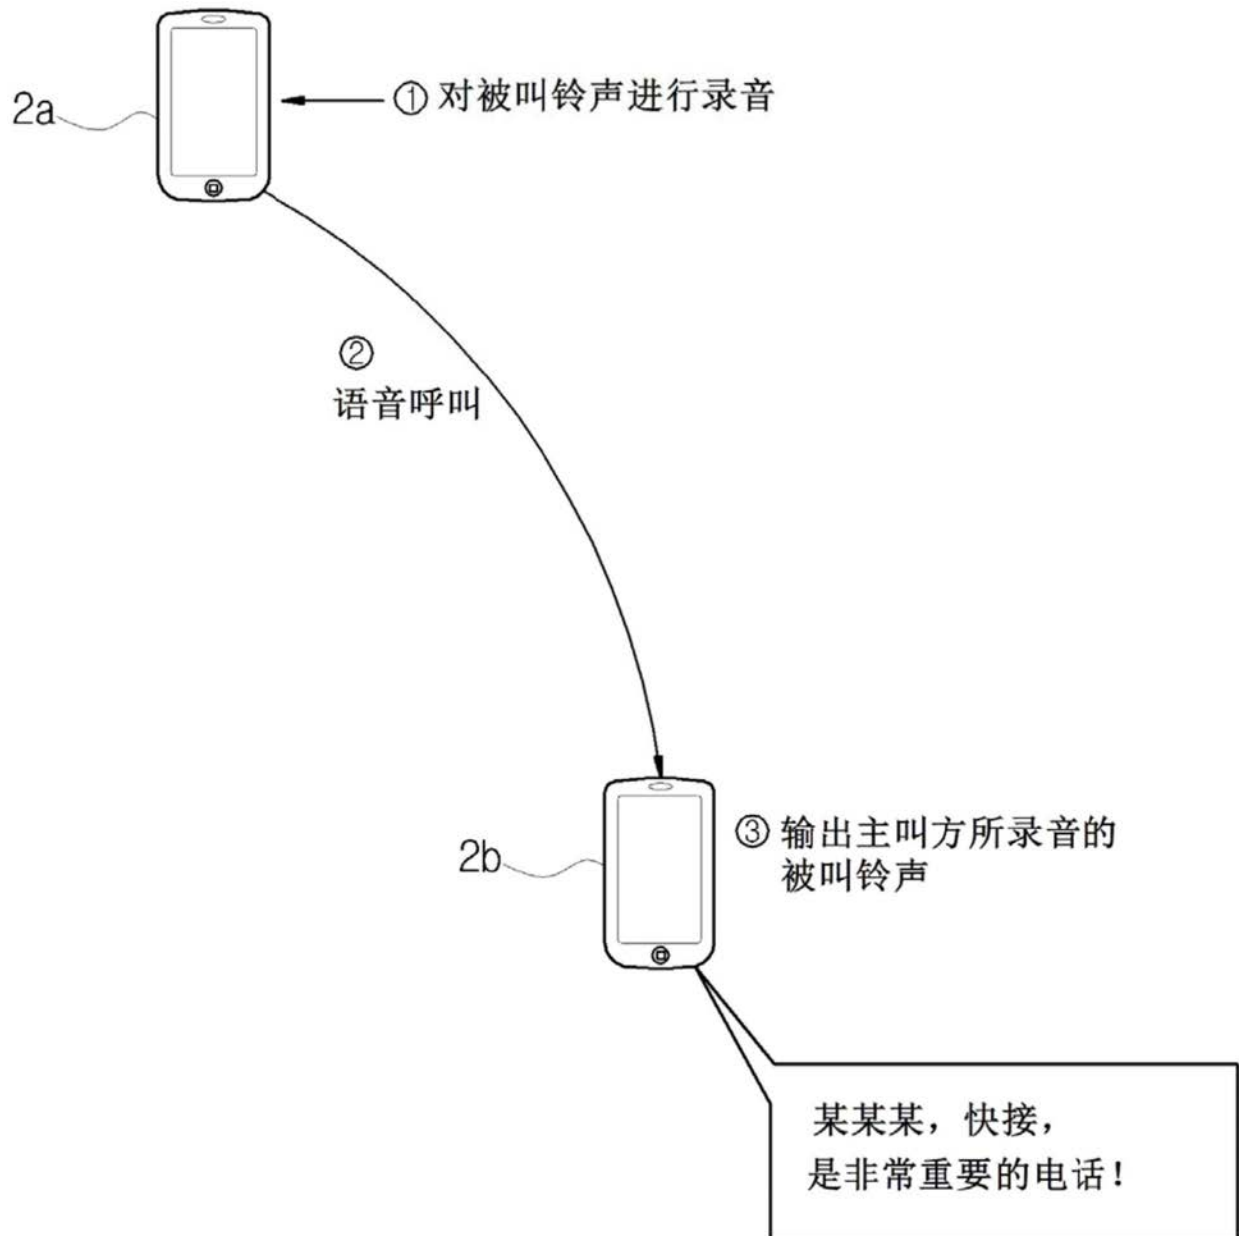 2a
① 对被叫铃声进行录音
②
语音呼叫
2b
③ 输出主叫方所录音的
被叫铃声
某某某，快接，
是非常重要的电话！